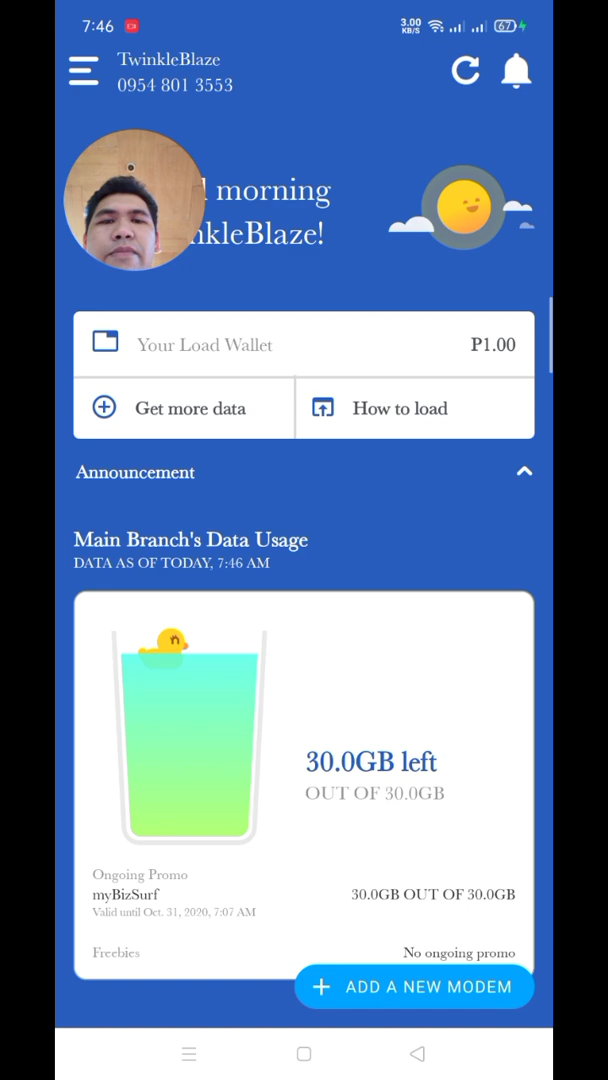 7:46
3.00
KB/S
67
TwinkleBlaze
0954 801 3553
morning
nkleBlaze!
Your Load Wallet
P1.00
Get more data
How to load
Announcement
Main Branch's Data Usage
DATA AS OF TODAY, 7:46 AM
30.0GB left
OUT OF 30.0GB
Ongoing Promo
myBizSurf
30.0GB OUT OF 30.0GB
Valid until Oct. 31, 2020, 7:07 AM
Freebies
No ongoing promo
+ ADD A NEW MODEM